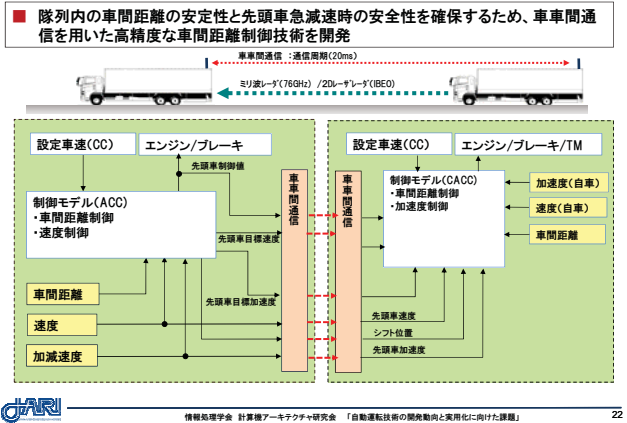 ■ 隊列内の車間距離の安定性と先頭車急減速時の安全性を確保するため、車車間通
信を用いた高精度な車間距離制御技術を開発
車車間通信 :通信周期(20ms)
ミリ波レーダ(76GHz) /2Dレーザレーダ(IBEO)
設定車速(CC)
エンジン/ブレーキ
先頭車制御値
制御モデル(ACC)
・車間距離制御
・速度制御
先頭車目標速度
先頭車目標加速度
車間距離
速度
加減速度
車車間通信
車車間通信
設定車速(CC)
エンジン/ブレーキ/TM
制御モデル(CACC)
・車間距離制御
・加速度制御
加速度(自車)
速度(自車)
車間距離
先頭車速度
シフト位置
先頭車加速度
JARI
情報処理学会 計算機アーキテクチャ研究会 「自動運転技術の開発動向と実用化に向けた課題」
22